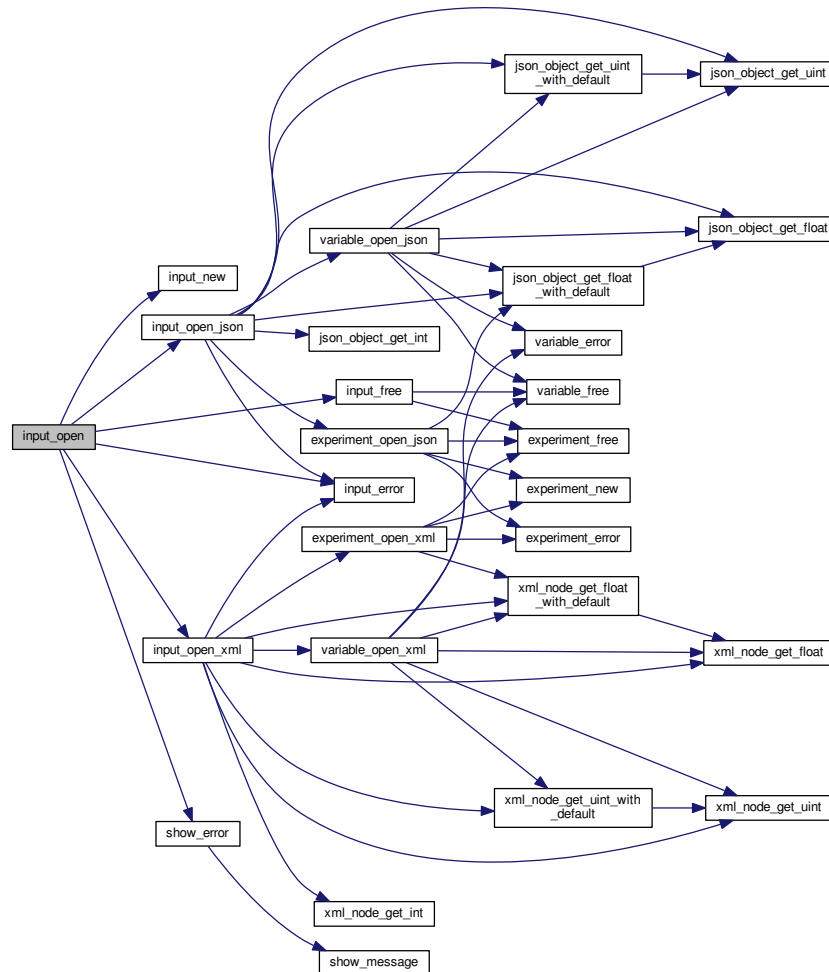 json_object_get_uint
_with_default
json_object_get_uint
json_object_get_float
variable_open_json
input_new
json_object_get_float
_with_default
input_open_json
json_object_get_int
variable_error
input_free
variable_free
input_open
experiment_open_json
experiment_free
input_error
experiment_new
experiment_open_xml
experiment_error
xml_node_get_float
_with_default
input_open_xml
variable_open_xml
xml_node_get_float
xml_node_get_uint_with
_default
xml_node_get_uint
show_error
xml_node_get_int
show_message